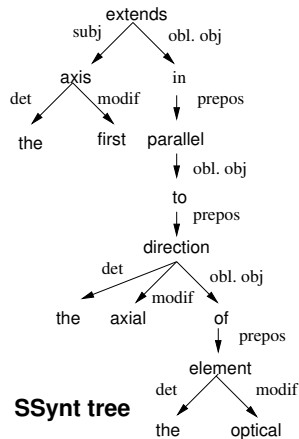 extends
subj obl. obj
axis in
det modif prepos
the first parallel
obl. obj
to
prepos
direction
det modif obl. obj
the axial of
prepos
element
det modif
SSynt tree
the optical